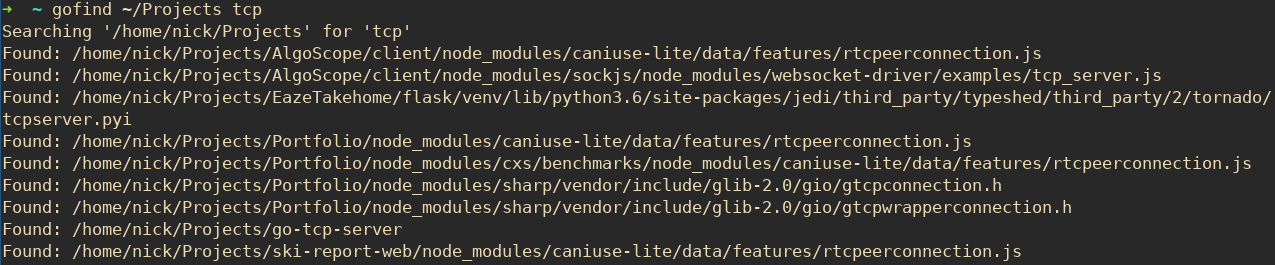 ➜  ~ gofind ~/Projects tcp
Searching '/home/nick/Projects' for 'tcp'
Found: /home/nick/Projects/AlgoScope/client/node_modules/caniuse-lite/data/features/rtcpeerconnection.js
Found: /home/nick/Projects/AlgoScope/client/node_modules/sockjs/node_modules/websocket-driver/examples/tcp_server.js
Found: /home/nick/Projects/EazeTakehome/flask/venv/lib/python3.6/site-packages/jedi/third_party/typeshed/third_party/2/tornado/
tcpserver.pyi
Found: /home/nick/Projects/Portfolio/node_modules/caniuse-lite/data/features/rtcpeerconnection.js
Found: /home/nick/Projects/Portfolio/node_modules/cxs/benchmarks/node_modules/caniuse-lite/data/features/rtcpeerconnection.js
Found: /home/nick/Projects/Portfolio/node_modules/sharp/vendor/include/glib-2.0/gio/gtcpconnection.h
Found: /home/nick/Projects/Portfolio/node_modules/sharp/vendor/include/glib-2.0/gio/gtcpwrapperconnection.h
Found: /home/nick/Projects/go-tcp-server
Found: /home/nick/Projects/ski-report-web/node_modules/caniuse-lite/data/features/rtcpeerconnection.js